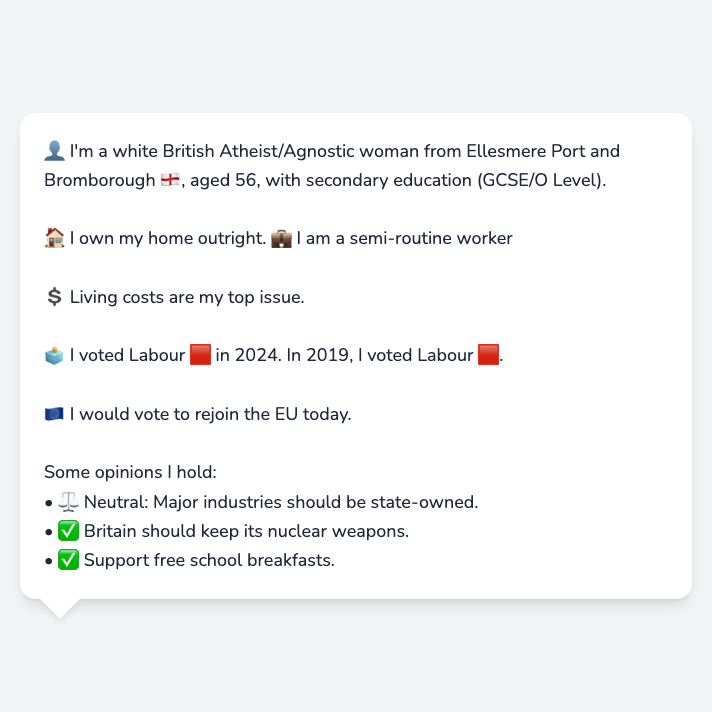 👤 I'm a white British Atheist/Agnostic woman from Ellesmere Port and
Bromborough 🏴󠁧󠁢󠁥󠁮󠁧󠁿, aged 56, with secondary education (GCSE/O Level).
🏠 I own my home outright. 💼 I am a semi-routine worker
💲 Living costs are my top issue.
🗳️ I voted Labour 🟥 in 2024. In 2019, I voted Labour 🟥.
🇪🇺 I would vote to rejoin the EU today.
Some opinions I hold:
• ⚖️ Neutral: Major industries should be state-owned.
• ✅ Britain should keep its nuclear weapons.
• ✅ Support free school breakfasts.